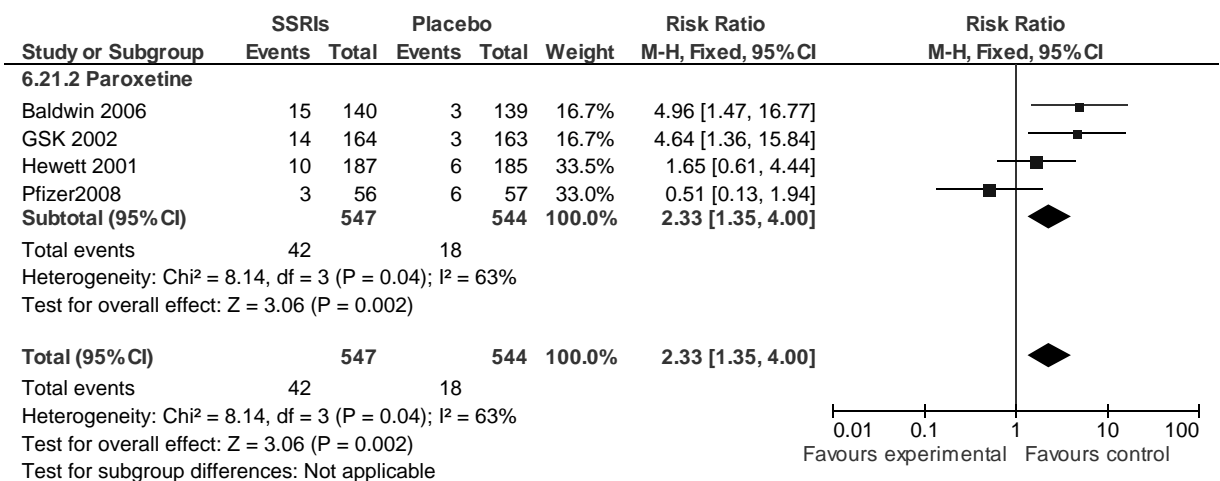 SSRIs Placebo Risk Ratio Risk Ratio
Study or Subgroup Events Total Events Total Weight M-H, Fixed, 95% CI M-H, Fixed, 95% CI
6.21.2 Paroxetine
Baldwin 2006 15 140 3 139 16.7% 4.96 [1.47, 16.77]
GSK 2002 14 164 3 163 16.7% 4.64 [1.36, 15.84]
Hewett 2001 10 187 6 185 33.5% 1.65 [0.61, 4.44]
Pfizer2008 3 56 6 57 33.0% 0.51 [0.13, 1.94]
Subtotal (95% CI) 547 544 100.0% 2.33 [1.35, 4.00]
Total events 42 18
Heterogeneity: Chi² = 8.14, df = 3 (P = 0.04); I² = 63%
Test for overall effect: Z = 3.06 (P = 0.002)
Total (95% CI) 547 544 100.0% 2.33 [1.35, 4.00]
Total events 42 18
Heterogeneity: Chi² = 8.14, df = 3 (P = 0.04); I² = 63%
Test for overall effect: Z = 3.06 (P = 0.002)
Test for subgroup differences: Not applicable
0.01 0.1 1 10 100
Favours experimental Favours control